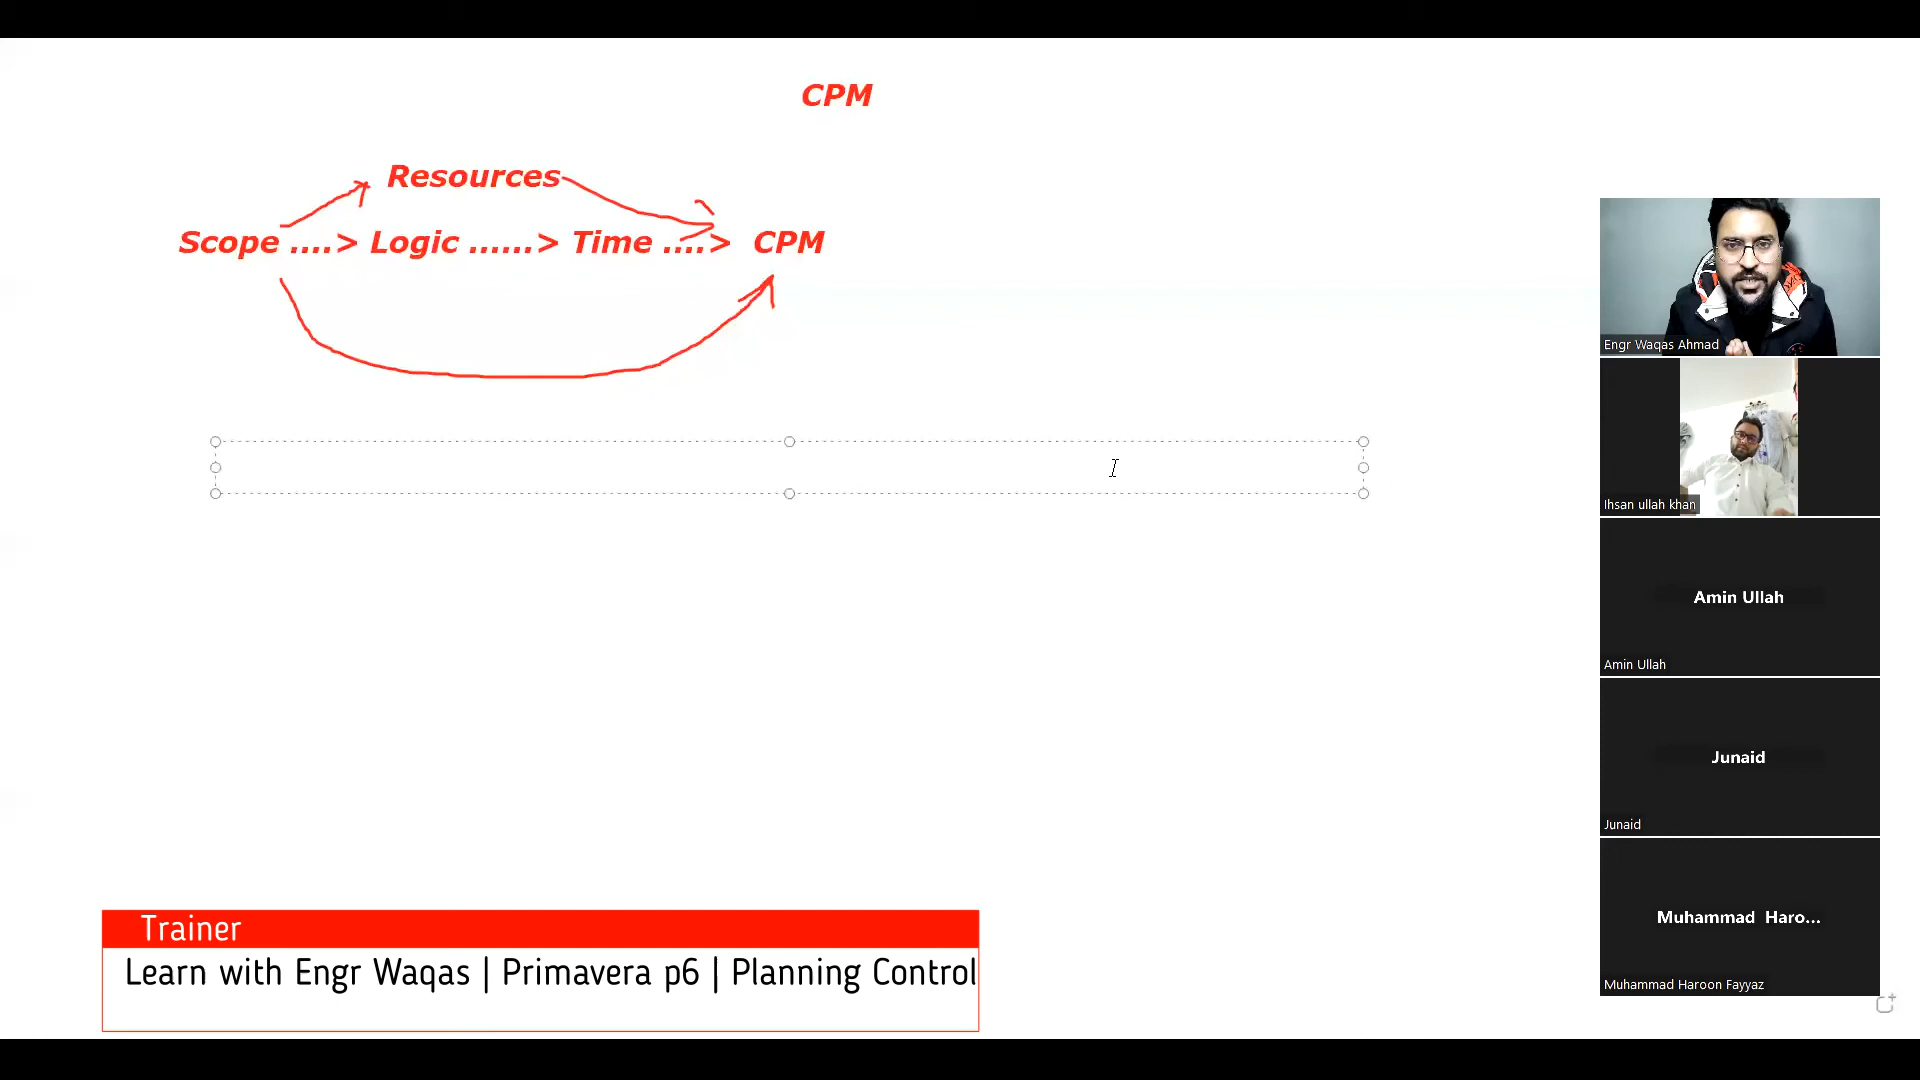 CPM
Resources
Scope ....> Logic ......> Time ....> CPM
Engr Waqas Ahmad
Ihsan ullah khan
Amin Ullah
Amin Ullah
Junaid
Junaid
Muhammad Haro...
Muhammad Haroon Fayyaz
Trainer
Learn with Engr Waqas | Primavera p6 | Planning Control